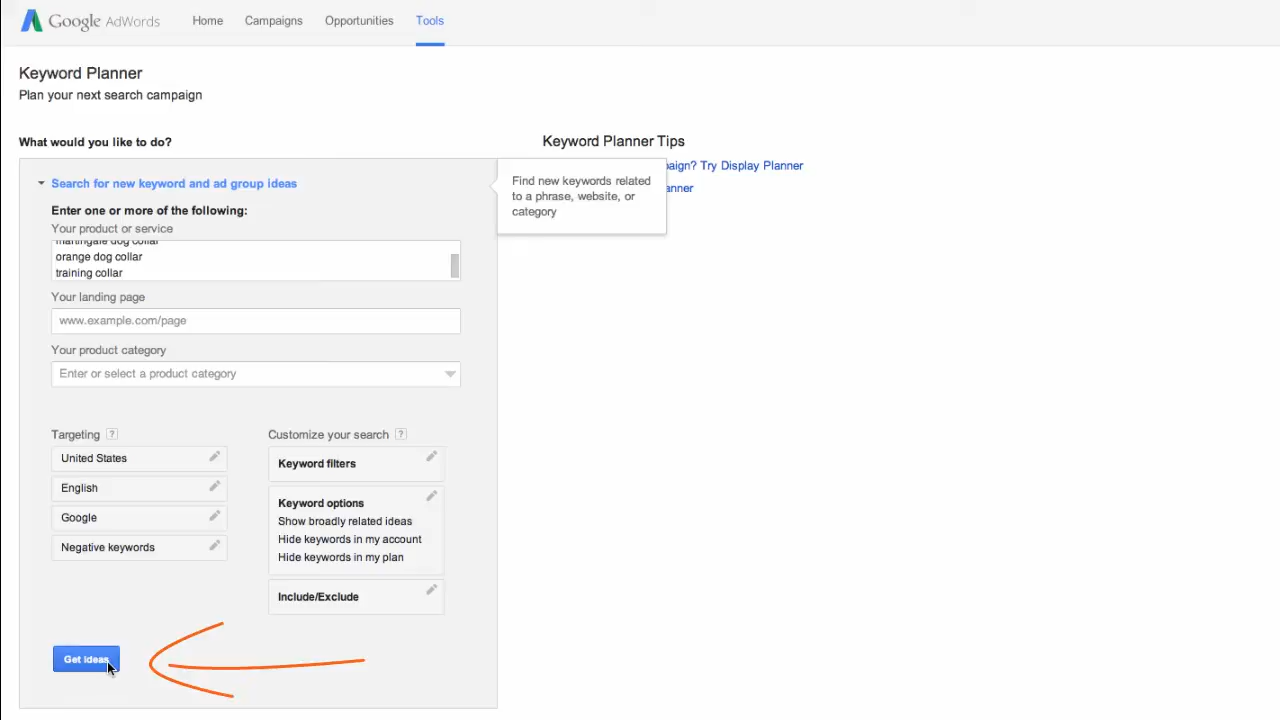 Google AdWords Home Campaigns Opportunities Tools
Keyword Planner
Plan your next search campaign
What would you like to do?
Search for new keyword and ad group ideas
Enter one or more of the following:
Your product or service
martingale dog collar
orange dog collar
training collar
Your landing page
www.example.com/page
Your product category
Enter or select a product category
Targeting ?
United States
English
Google
Negative keywords
Customize your search ?
Keyword filters
Keyword options
Show broadly related ideas
Hide keywords in my account
Hide keywords in my plan
Include/Exclude
Get ideas
Keyword Planner Tips
paign? Try Display Planner
anner
Find new keywords related
to a phrase, website, or
category